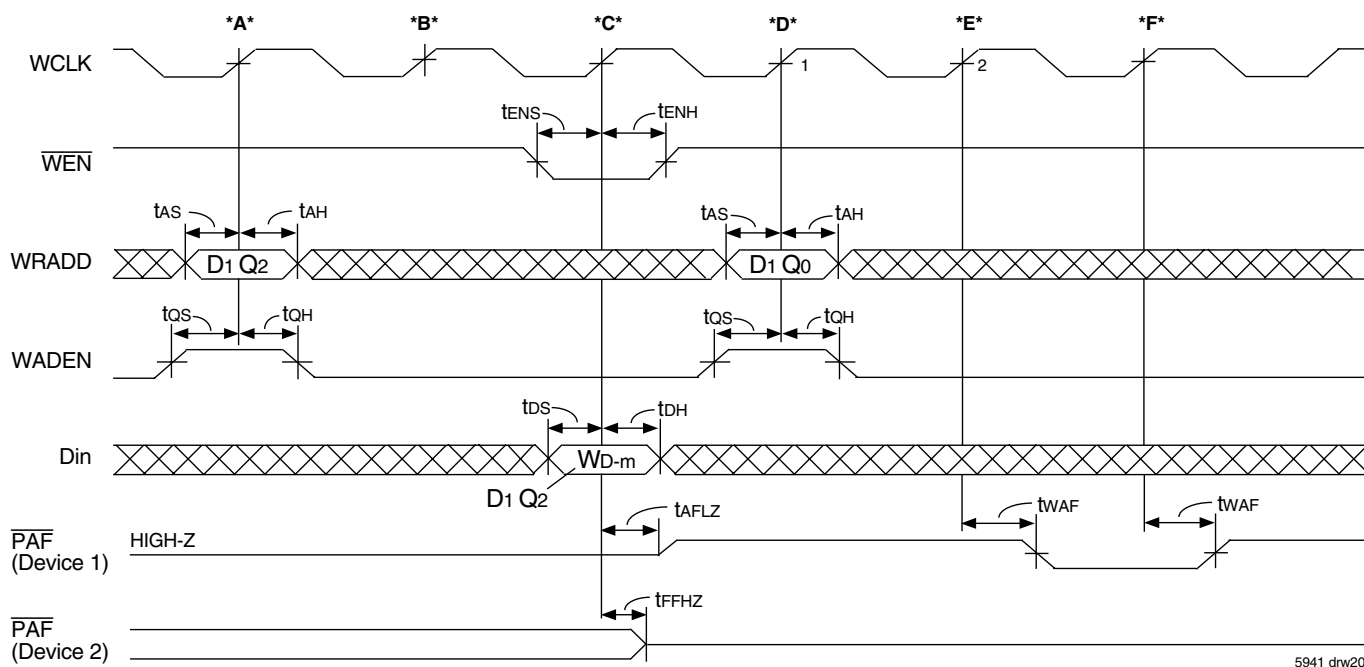 *A* *B* *C* *D* *E* *F*
WCLK 1 2
tENS tENH
WEN
tAS tAH tAS tAH
WRADD D1 Q2 D1 Q0
tQS tQH tQS tQH
WADEN
tDS tDH
Din WD-m
D1 Q2
tAFLZ tWAF tWAF
PAF
(Device 1) HIGH-Z
tFFHZ
PAF
(Device 2)
5941 drw20